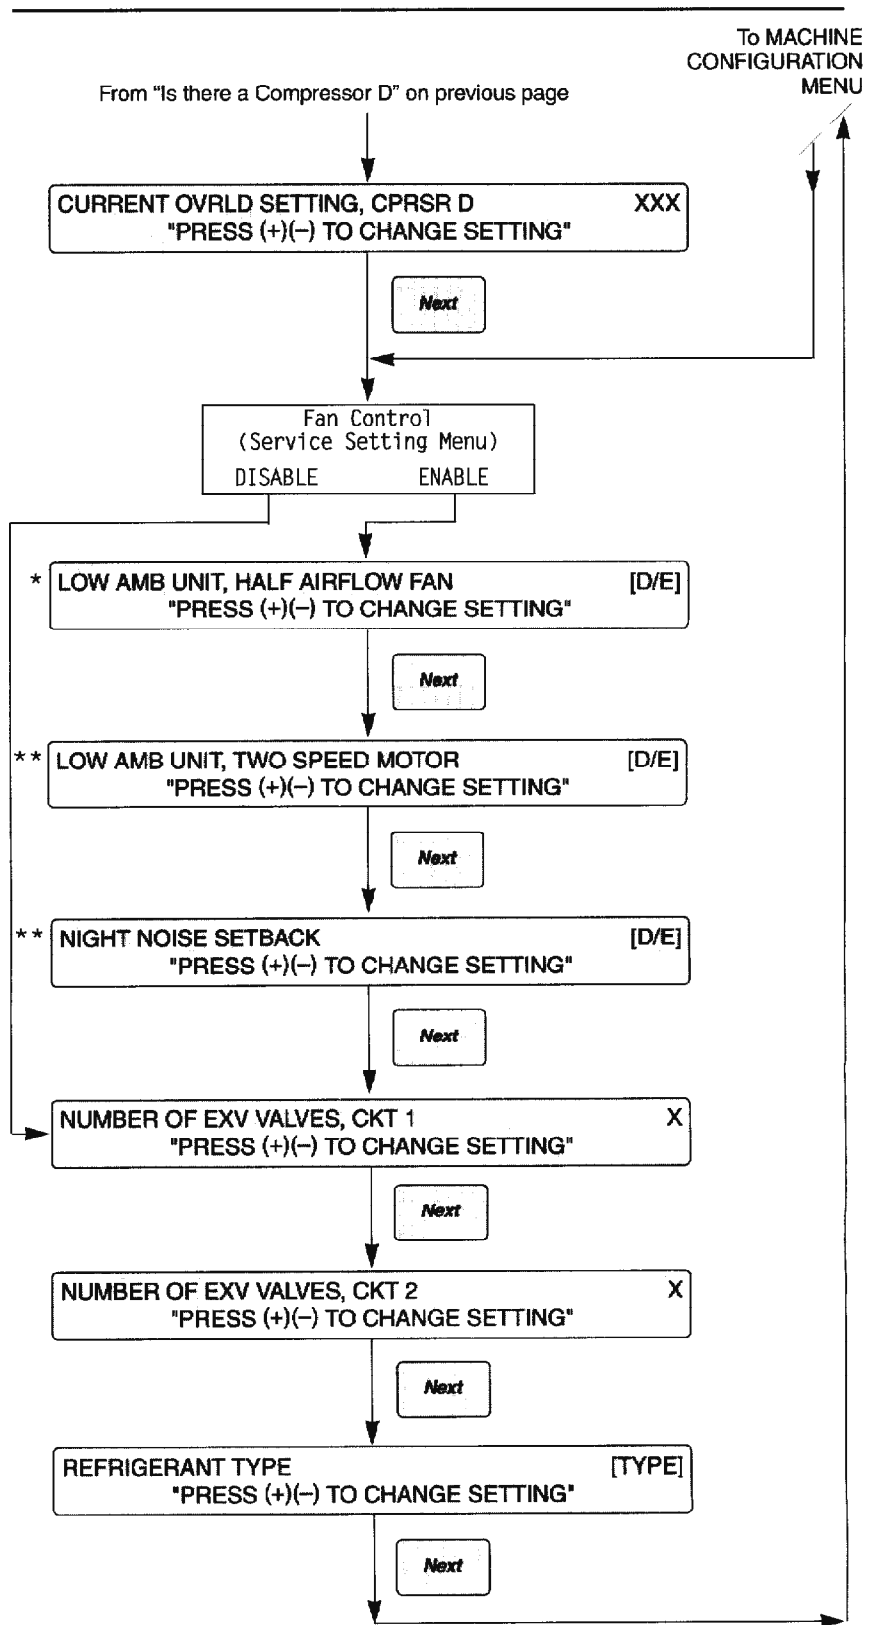 To MACHINE
CONFIGURATION
MENU
From "Is there a Compressor D" on previous page
CURRENT OVRLD SETTING, CPRSR D XXX
"PRESS (+)(–) TO CHANGE SETTING"
Next
Fan Control
(Service Setting Menu)
DISABLE ENABLE
* LOW AMB UNIT, HALF AIRFLOW FAN [D/E]
"PRESS (+)(–) TO CHANGE SETTING"
Next
** LOW AMB UNIT, TWO SPEED MOTOR [D/E]
"PRESS (+)(–) TO CHANGE SETTING"
Next
** NIGHT NOISE SETBACK [D/E]
"PRESS (+)(–) TO CHANGE SETTING"
Next
NUMBER OF EXV VALVES, CKT 1 X
"PRESS (+)(–) TO CHANGE SETTING"
Next
NUMBER OF EXV VALVES, CKT 2 X
"PRESS (+)(–) TO CHANGE SETTING"
Next
REFRIGERANT TYPE [TYPE]
"PRESS (+)(–) TO CHANGE SETTING"
Next